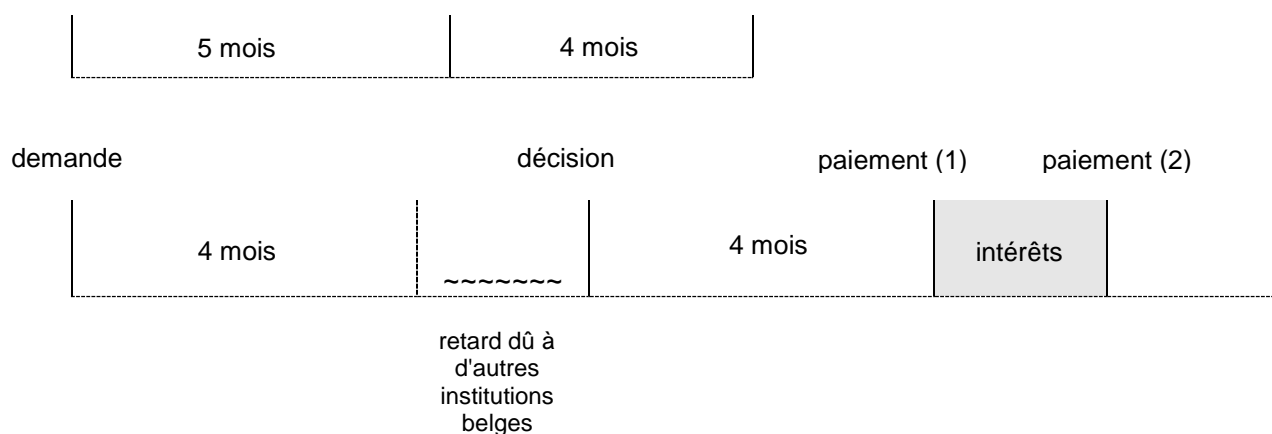 5 mois 4 mois
demande décision paiement (1) paiement (2)
4 mois ~~~~~~~ 4 mois intérêts
retard dû à
d'autres
institutions
belges